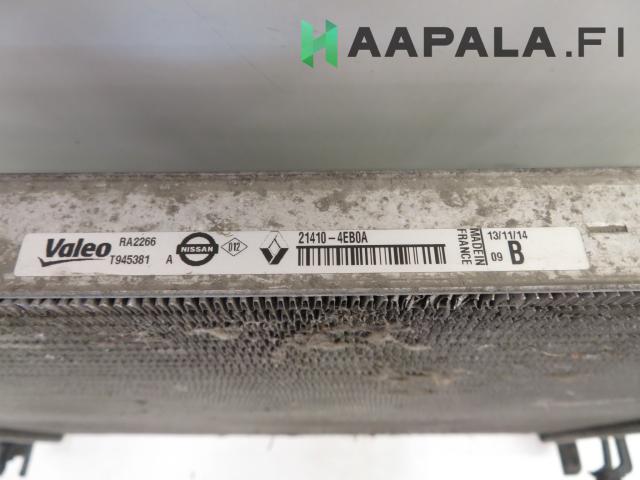 HAAPALA.FI
Valeo RA2266 NISSAN 012 21410-4EB0A MADE IN FRANCE 13/11/14
T945381 A 09 B